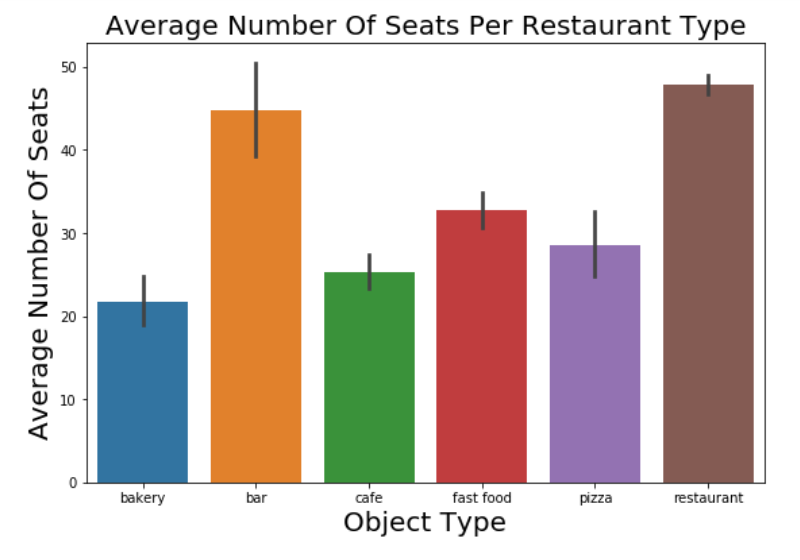 Average Number Of Seats Per Restaurant Type
Average Number Of Seats
50
40
30
20
10
0
bakery bar cafe fast food pizza restaurant
Object Type